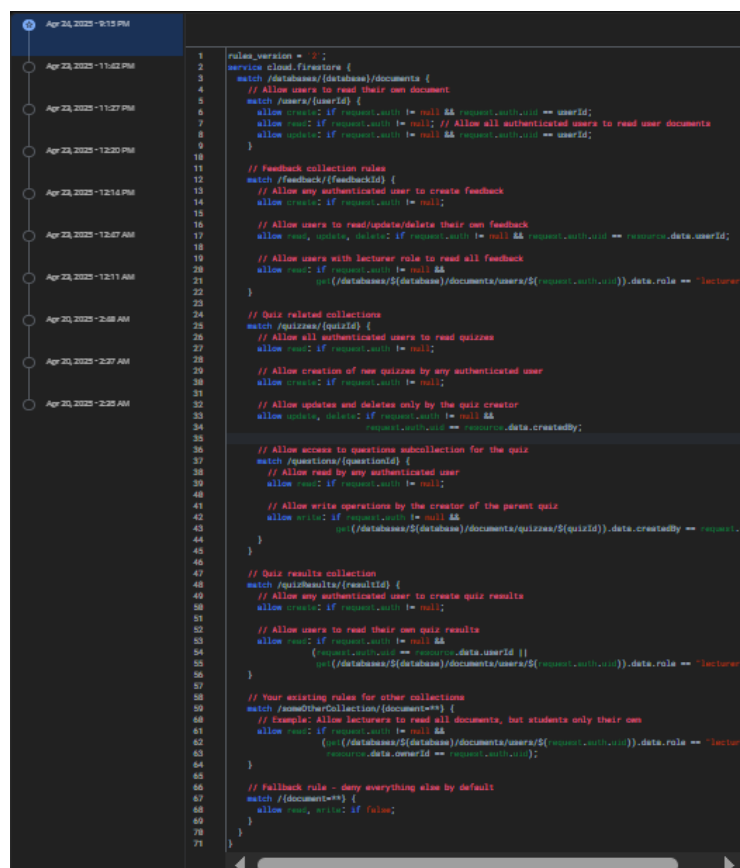 Apr 24, 2025 - 9:15 PM
Apr 23, 2025 - 11:42 PM
Apr 23, 2025 - 11:27 PM
Apr 23, 2025 - 12:20 PM
Apr 23, 2025 - 12:14 PM
Apr 23, 2025 - 12:47 AM
Apr 23, 2025 - 12:11 AM
Apr 20, 2025 - 2:48 AM
Apr 20, 2025 - 2:37 AM
Apr 20, 2025 - 2:35 AM
1 rules_version = '2';
2 service cloud.firestore {
3 match /databases/{database}/documents {
4 // Allow users to read their own document
5 match /users/{userId} {
6 allow create: if request.auth != null && request.auth.uid == userId;
7 allow read: if request.auth != null; // Allow all authenticated users to read user documents
8 allow update: if request.auth != null && request.auth.uid == userId;
9 }
10
11 // Feedback collection rules
12 match /feedback/{feedbackId} {
13 // Allow any authenticated user to create feedback
14 allow create: if request.auth != null;
15
16 // Allow users to read/update/delete their own feedback
17 allow read, update, delete: if request.auth != null && request.auth.uid == resource.data.userId;
18
19 // Allow users with lecturer role to read all feedback
20 allow read: if request.auth != null &&
21 get(/databases/$(database)/documents/users/$(request.auth.uid)).data.role == "lecturer
22 }
23
24 // Quiz related collections
25 match /quizzes/{quizId} {
26 // Allow all authenticated users to read quizzes
27 allow read: if request.auth != null;
28
29 // Allow creation of new quizzes by any authenticated user
30 allow create: if request.auth != null;
31
32 // Allow updates and deletes only by the quiz creator
33 allow update, delete: if request.auth != null &&
34 request.auth.uid == resource.data.createdBy;
35
36 // Allow access to questions subcollection for the quiz
37 match /questions/{questionId} {
38 // Allow read by any authenticated user
39 allow read: if request.auth != null;
40
41 // Allow write operations by the creator of the parent quiz
42 allow write: if request.auth != null &&
43 get(/databases/$(database)/documents/quizzes/$(quizId)).data.createdBy == request.
44 }
45 }
46
47 // Quiz results collection
48 match /quizResults/{resultId} {
49 // Allow any authenticated user to create quiz results
50 allow create: if request.auth != null;
51
52 // Allow users to read their own quiz results
53 allow read: if request.auth != null &&
54 (request.auth.uid == resource.data.userId ||
55 get(/databases/$(database)/documents/users/$(request.auth.uid)).data.role == "lecturer
56 }
57
58 // Your existing rules for other collections
59 match /someOtherCollection/{document=**} {
60 // Example: Allow lecturers to read all documents, but students only their own
61 allow read: if request.auth != null &&
62 (get(/databases/$(database)/documents/users/$(request.auth.uid)).data.role == "lectur
63 resource.data.ownerId == request.auth.uid);
64 }
65
66 // Fallback rule - deny everything else by default
67 match /{document=**} {
68 allow read, write: if false;
69 }
70 }
71 }